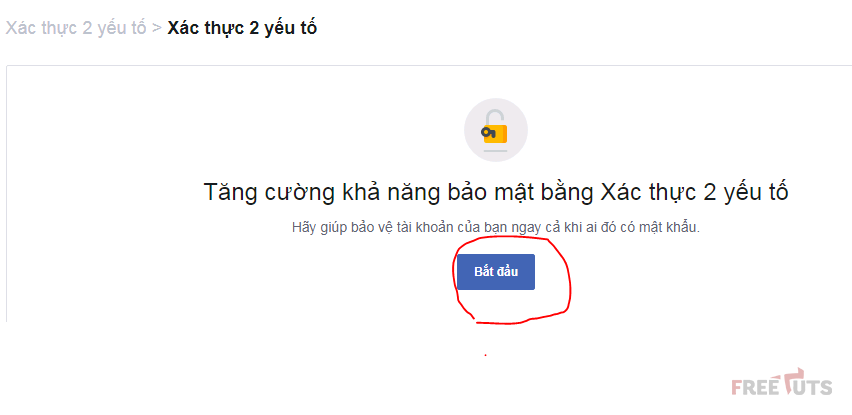 Xác thực 2 yếu tố > Xác thực 2 yếu tố
Tăng cường khả năng bảo mật bằng Xác thực 2 yếu tố
Hãy giúp bảo vệ tài khoản của bạn ngay cả khi ai đó có mật khẩu.
Bắt đầu
.
FREETUTS